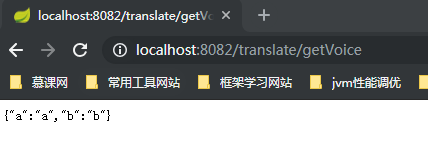 localhost:8082/translate/getVo
localhost:8082/translate/getVoice
慕课网 常用工具网站 框架学习网站 jvm性能调优
{"a":"a","b":"b"}